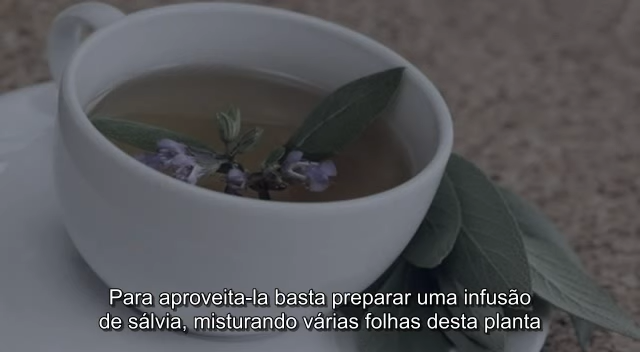 Para aproveita-la basta preparar uma infusão
de sálvia, misturando várias folhas desta planta